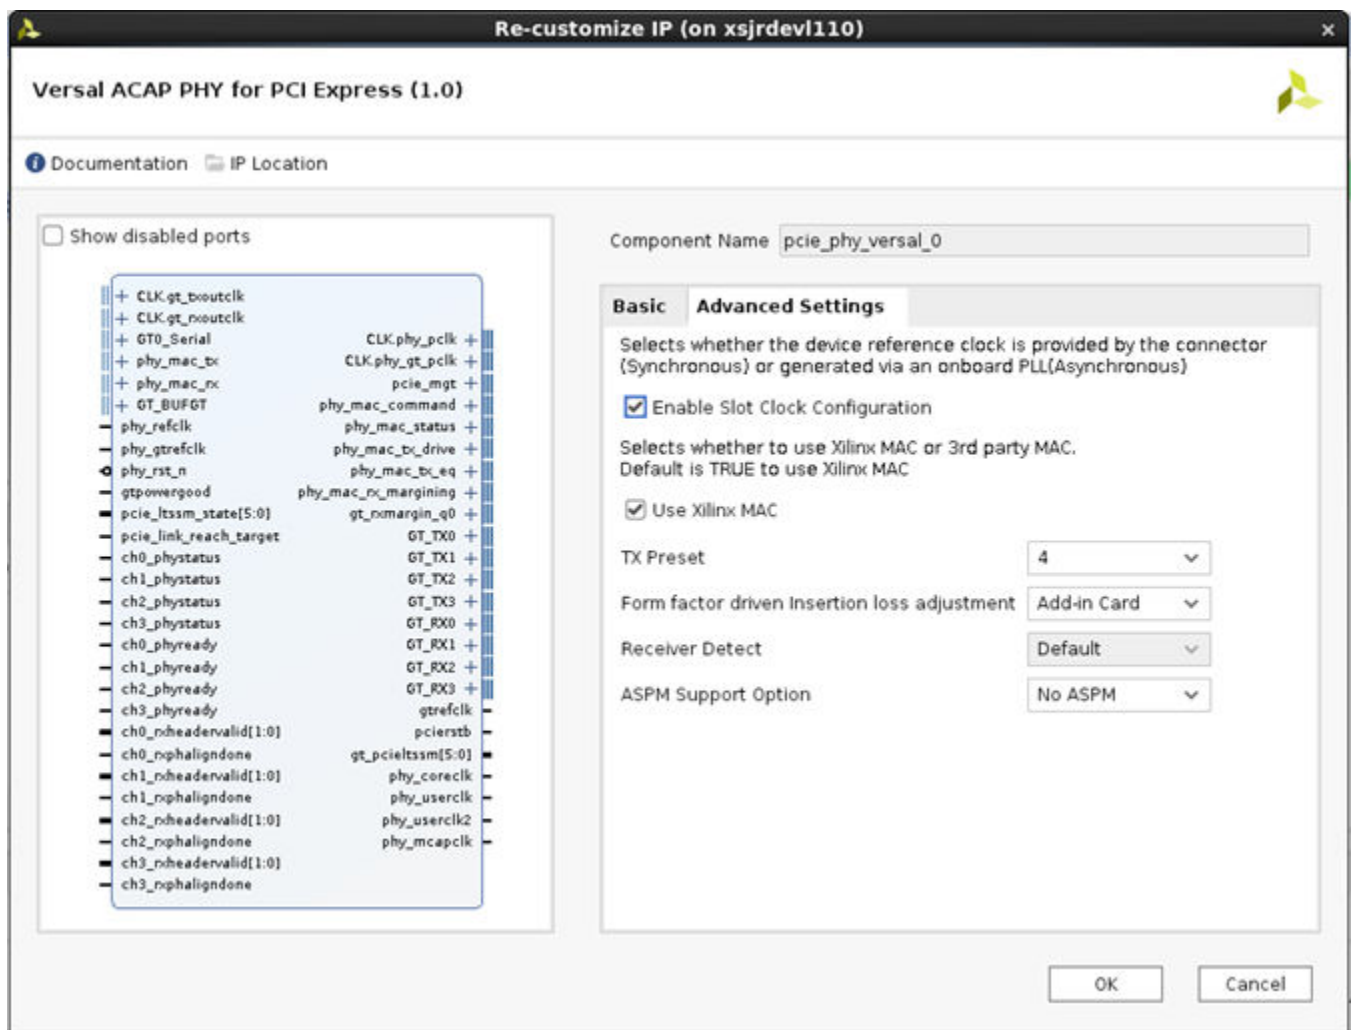 Re-customize IP (on xsjrdevl110)
Versal ACAP PHY for PCI Express (1.0)
Documentation IP Location
Show disabled ports
CLK.gt_txoutclk
CLK.gt_rxoutclk
GT0_Serial
phy_mac_tx
phy_mac_rx
GT_BUFGT
phy_refclk
phy_gtrefclk
phy_rst_n
gtpowergood
pcie_ltssm_state[5:0]
pcie_link_reach_target
ch0_phystatus
ch1_phystatus
ch2_phystatus
ch3_phystatus
ch0_phyready
ch1_phyready
ch2_phyready
ch3_phyready
ch0_rxheadervalid[1:0]
ch0_rxphaligndone
ch1_rxheadervalid[1:0]
ch1_rxphaligndone
ch2_rxheadervalid[1:0]
ch2_rxphaligndone
ch3_rxheadervalid[1:0]
ch3_rxphaligndone
CLK.phy_pclk
CLK.phy_gt_pclk
pcie_mgt
phy_mac_command
phy_mac_status
phy_mac_tx_drive
phy_mac_tx_eq
phy_mac_rx_margining
gt_rxmargin_q0
GT_TX0
GT_TX1
GT_TX2
GT_TX3
GT_RX0
GT_RX1
GT_RX2
GT_RX3
gtrefclk
pcierstb
gt_pcieltssm[5:0]
phy_coreclk
phy_userclk
phy_userclk2
phy_mcapclk
Component Name pcie_phy_versal_0
Basic Advanced Settings
Selects whether the device reference clock is provided by the connector
(Synchronous) or generated via an onboard PLL(Asynchronous)
Enable Slot Clock Configuration
Selects whether to use Xilinx MAC or 3rd party MAC.
Default is TRUE to use Xilinx MAC
Use Xilinx MAC
TX Preset 4
Form factor driven Insertion loss adjustment Add-in Card
Receiver Detect Default
ASPM Support Option No ASPM
OK Cancel